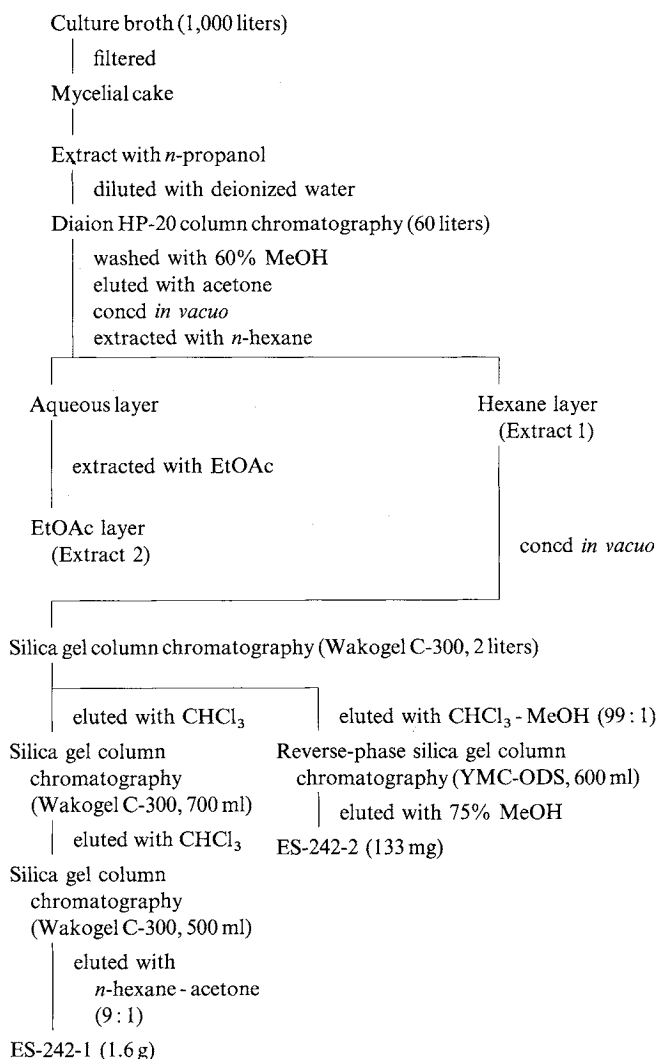 Culture broth (1,000 liters)
filtered
Mycelial cake
Extract with n-propanol
diluted with deionized water
Diaion HP-20 column chromatography (60 liters)
washed with 60% MeOH
eluted with acetone
concd in vacuo
extracted with n-hexane
Aqueous layer
Hexane layer
(Extract 1)
extracted with EtOAc
EtOAc layer
(Extract 2)
concd in vacuo
Silica gel column chromatography (Wakogel C-300, 2 liters)
eluted with CHCl₃
Silica gel column
chromatography
(Wakogel C-300, 700 ml)
eluted with CHCl₃
Silica gel column
chromatography
(Wakogel C-300, 500 ml)
eluted with
n-hexane - acetone
(9 : 1)
ES-242-1 (1.6 g)
eluted with CHCl₃ - MeOH (99 : 1)
Reverse-phase silica gel column
chromatography (YMC-ODS, 600 ml)
eluted with 75% MeOH
ES-242-2 (133 mg)